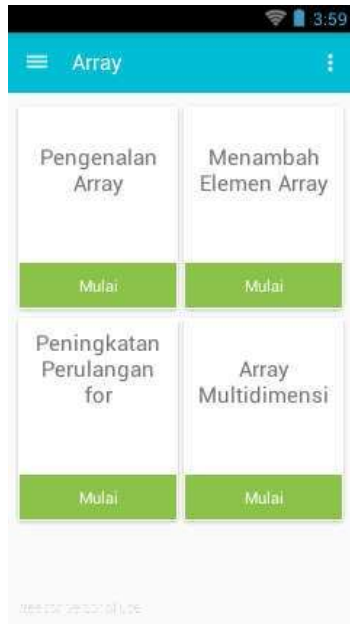 3:59
Array
Pengenalan
Array
Mulai
Menambah
Elemen Array
Mulai
Peningkatan
Perulangan
for
Mulai
Array
Multidimensi
Mulai